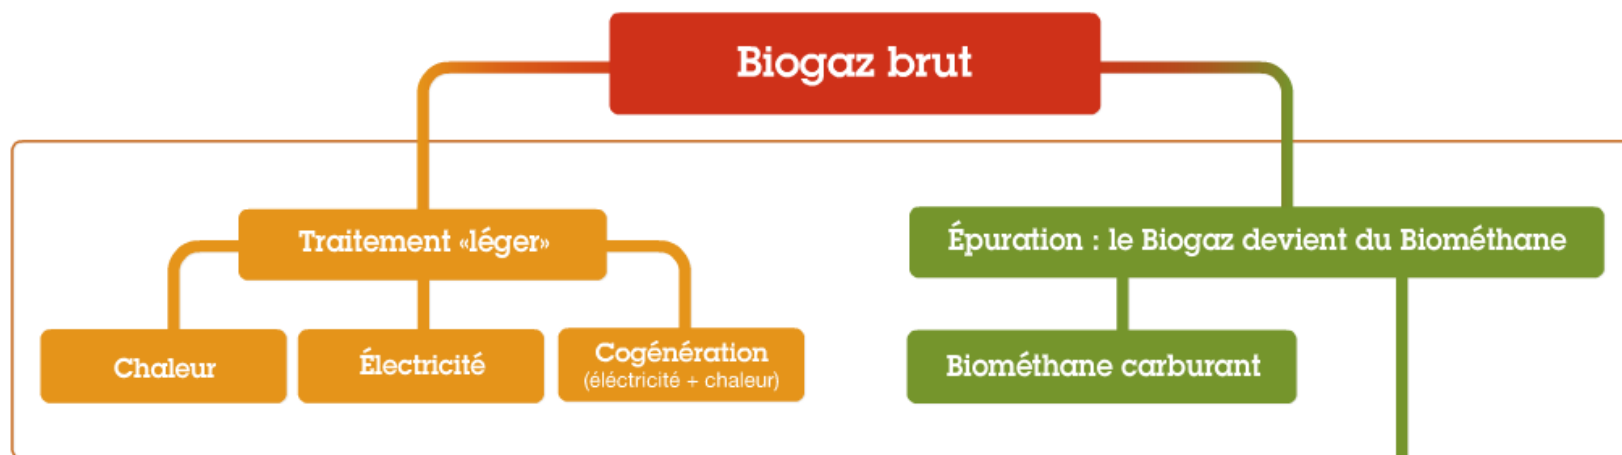 Biogaz brut
Traitement «léger»
Épuration : le Biogaz devient du Biométhane
Chaleur
Électricité
Cogénération
(éléctricité + chaleur)
Biométhane carburant